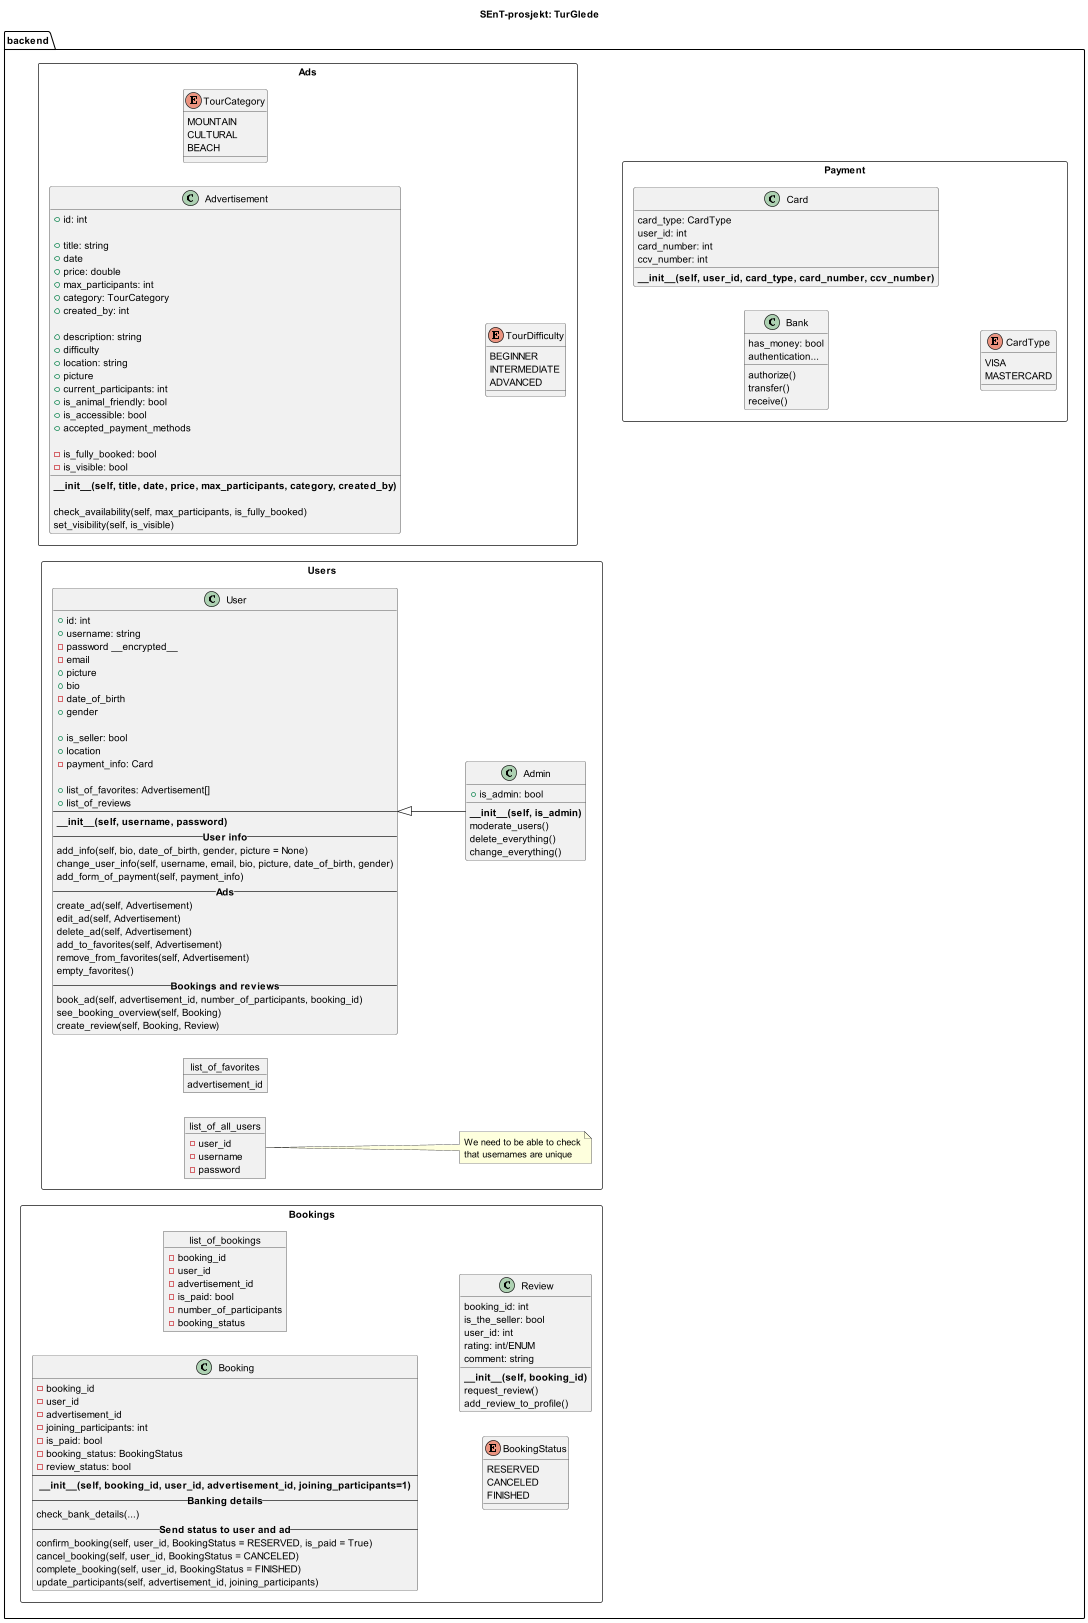 SEnT-prosjekt: TurGlede
backend
Ads
E TourCategory
MOUNTAIN
CULTURAL
BEACH
C Advertisement
id: int
title: string
date
price: double
max_participants: int
category: TourCategory
created_by: int
description: string
difficulty
location: string
picture
current_participants: int
is_animal_friendly: bool
is_accessible: bool
accepted_payment_methods
is_fully_booked: bool
is_visible: bool
__init__(self, title, date, price, max_participants, category, created_by)
check_availability(self, max_participants, is_fully_booked)
set_visibility(self, is_visible)
E TourDifficulty
BEGINNER
INTERMEDIATE
ADVANCED
Payment
C Card
card_type: CardType
user_id: int
card_number: int
ccv_number: int
__init__(self, user_id, card_type, card_number, ccv_number)
C Bank
has_money: bool
authentication...
authorize()
transfer()
receive()
E CardType
VISA
MASTERCARD
Users
C User
id: int
username: string
password __encrypted__
email
picture
bio
date_of_birth
gender
is_seller: bool
location
payment_info: Card
list_of_favorites: Advertisement[]
list_of_reviews
__init__(self, username, password)
User info
add_info(self, bio, date_of_birth, gender, picture = None)
change_user_info(self, username, email, bio, picture, date_of_birth, gender)
add_form_of_payment(self, payment_info)
Ads
create_ad(self, Advertisement)
edit_ad(self, Advertisement)
delete_ad(self, Advertisement)
add_to_favorites(self, Advertisement)
remove_from_favorites(self, Advertisement)
empty_favorites()
Bookings and reviews
book_ad(self, advertisement_id, number_of_participants, booking_id)
see_booking_overview(self, Booking)
create_review(self, Booking, Review)
C Admin
is_admin: bool
__init__(self, is_admin)
moderate_users()
delete_everything()
change_everything()
list_of_favorites
advertisement_id
list_of_all_users
user_id
username
password
We need to be able to check
that usernames are unique
Bookings
list_of_bookings
booking_id
user_id
advertisement_id
is_paid: bool
number_of_participants
booking_status
C Review
booking_id: int
is_the_seller: bool
user_id: int
rating: int/ENUM
comment: string
__init__(self, booking_id)
request_review()
add_review_to_profile()
C Booking
booking_id
user_id
advertisement_id
joining_participants: int
is_paid: bool
booking_status: BookingStatus
review_status: bool
__init__(self, booking_id, user_id, advertisement_id, joining_participants=1)
Banking details
check_bank_details(...)
Send status to user and ad
confirm_booking(self, user_id, BookingStatus = RESERVED, is_paid = True)
cancel_booking(self, user_id, BookingStatus = CANCELED)
complete_booking(self, user_id, BookingStatus = FINISHED)
update_participants(self, advertisement_id, joining_participants)
E BookingStatus
RESERVED
CANCELED
FINISHED